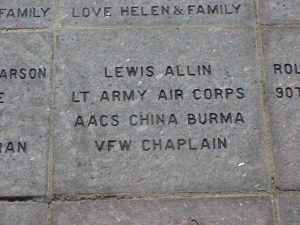 LOVE HELEN & FAMILY
FAMILY
LEWIS ALLIN
LT ARMY AIR CORPS
AACS CHINA BURMA
VFW CHAPLAIN
ARSON
E
RAN
ROL
90T